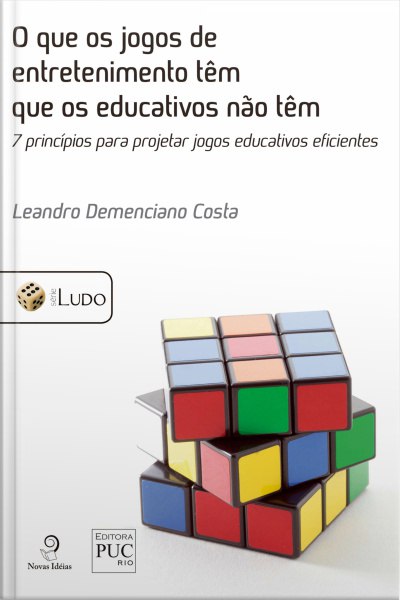 O que os jogos de
entretenimento têm
que os educativos não têm
7 princípios para projetar jogos educativos eficientes
Leandro Demenciano Costa
série LUDO
Novas Idéias
EDITORA
PUC
RIO